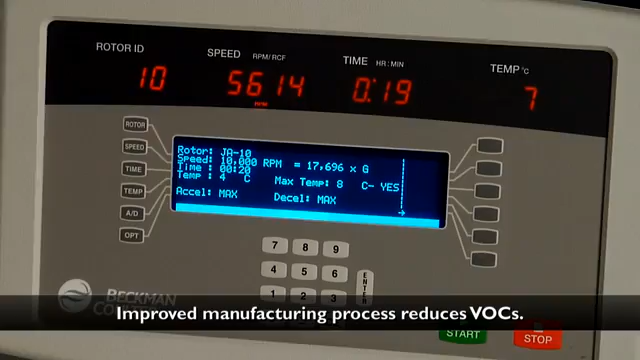 ROTOR ID
SPEED RPM/RCF
TIME HR:MIN
TEMP °C
10
5614
0:19
7
RPM
ROTOR
SPEED
TIME
TEMP
A/D
OPT
Rotor: JA-10
Speed: 10,000 RPM = 17,696 x G
Time : 00:20
Temp : 4 C
Max Temp: 8 C- YES
Accel: MAX
Decel: MAX
7 8 9
4 5 6
1 2 3
ENTER
BECKMAN
Improved manufacturing process reduces VOCs.
START
STOP